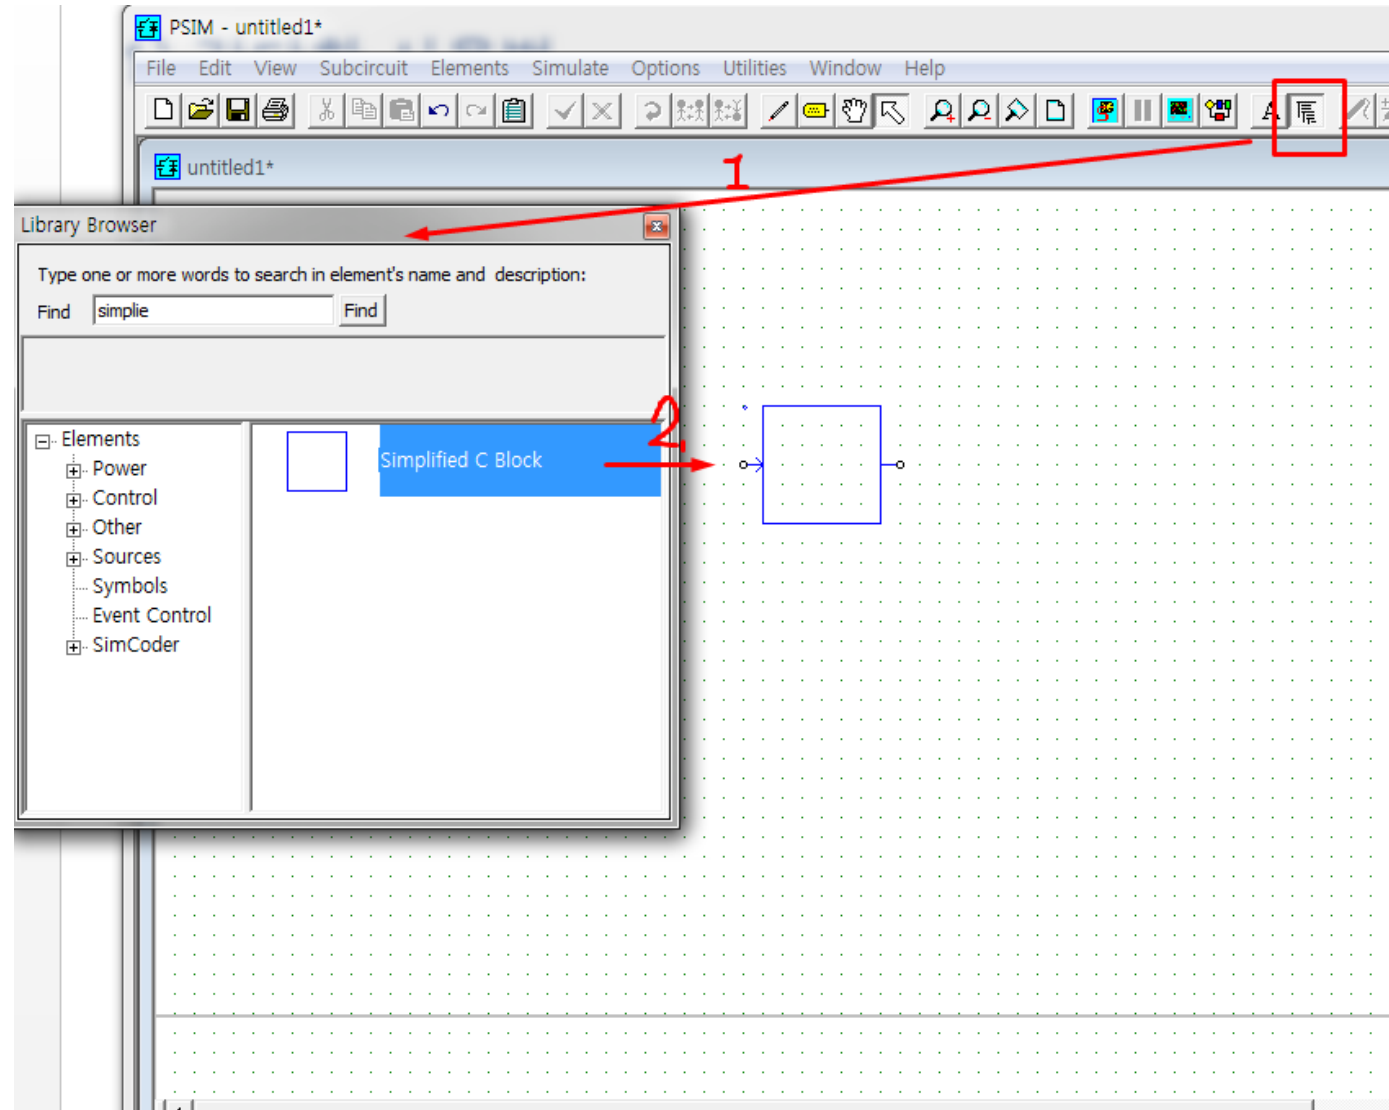 PSIM - untitled1*
File Edit View Subcircuit Elements Simulate Options Utilities Window Help
A
untitled1*
1
Library Browser
Type one or more words to search in element's name and description:
Find simplie Find
2
Elements
Power
Control
Other
Sources
Symbols
Event Control
SimCoder
Simplified C Block